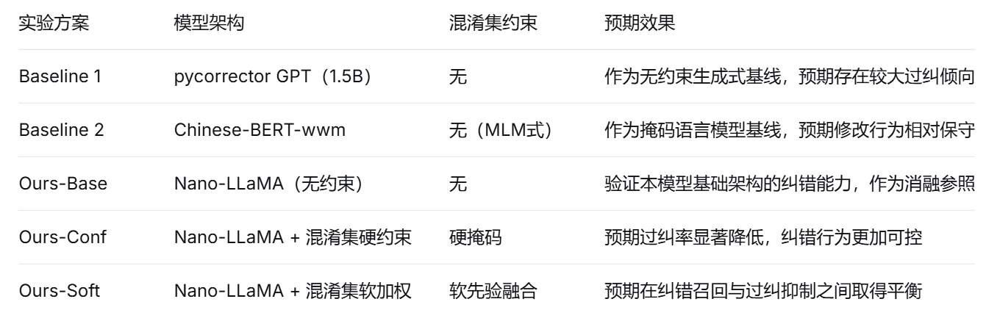 实验方案 模型架构 混淆集约束 预期效果
Baseline 1 pycorrector GPT（1.5B） 无 作为无约束生成式基线，预期存在较大过纠倾向
Baseline 2 Chinese-BERT-wwm 无（MLM式） 作为掩码语言模型基线，预期修改行为相对保守
Ours-Base Nano-LLaMA（无约束） 无 验证本模型基础架构的纠错能力，作为消融参照
Ours-Conf Nano-LLaMA + 混淆集硬约束 硬掩码 预期过纠率显著降低，纠错行为更加可控
Ours-Soft Nano-LLaMA + 混淆集软加权 软先验融合 预期在纠错召回与过纠抑制之间取得平衡